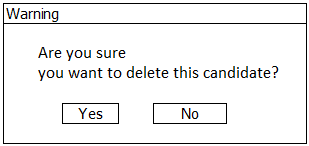 Warning
Are you sure
you want to delete this candidate?
Yes No